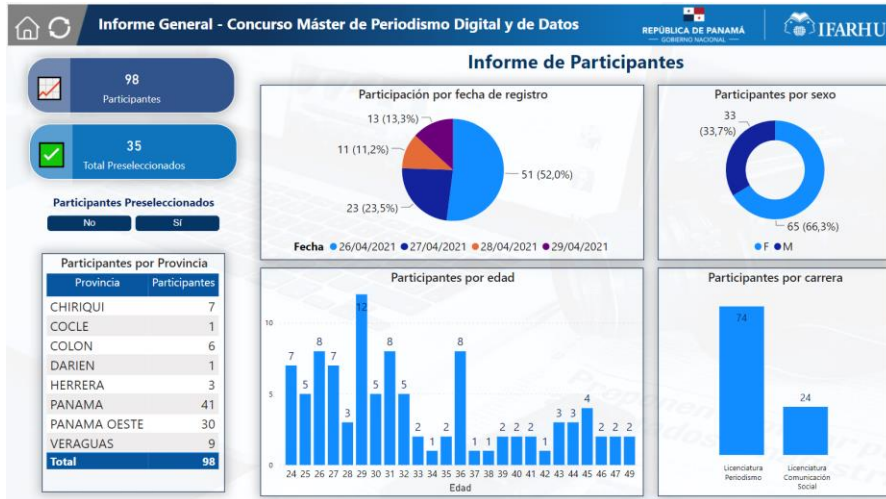 Informe General - Concurso Máster de Periodismo Digital y de Datos
REPÚBLICA DE PANAMÁ
— GOBIERNO NACIONAL —
IFARHU
98
Participantes
35
Total Preseleccionados
Participantes Preseleccionados
No
Sí
Participantes por Provincia
Provincia Participantes
CHIRIQUI 7
COCLE 1
COLON 6
DARIEN 1
HERRERA 3
PANAMA 41
PANAMA OESTE 30
VERAGUAS 9
Total 98
Informe de Participantes
Participación por fecha de registro
13 (13,3%)
11 (11,2%)
51 (52,0%)
23 (23,5%)
Fecha 26/04/2021 27/04/2021 28/04/2021 29/04/2021
Participantes por sexo
33
(33,7%)
65 (66,3%)
F M
Participantes por edad
10
5
0
7 5 8 7 3 12 5 8 5 2 1 2 8 1 1 2 2 2 1 3 3 4 2 2 2
24 25 26 27 28 29 30 31 32 33 34 35 36 37 38 39 40 41 42 43 44 45 46 47 49
Edad
Participantes por carrera
74
24
Licenciatura
Periodismo
Licenciatura
Comunicación
Social